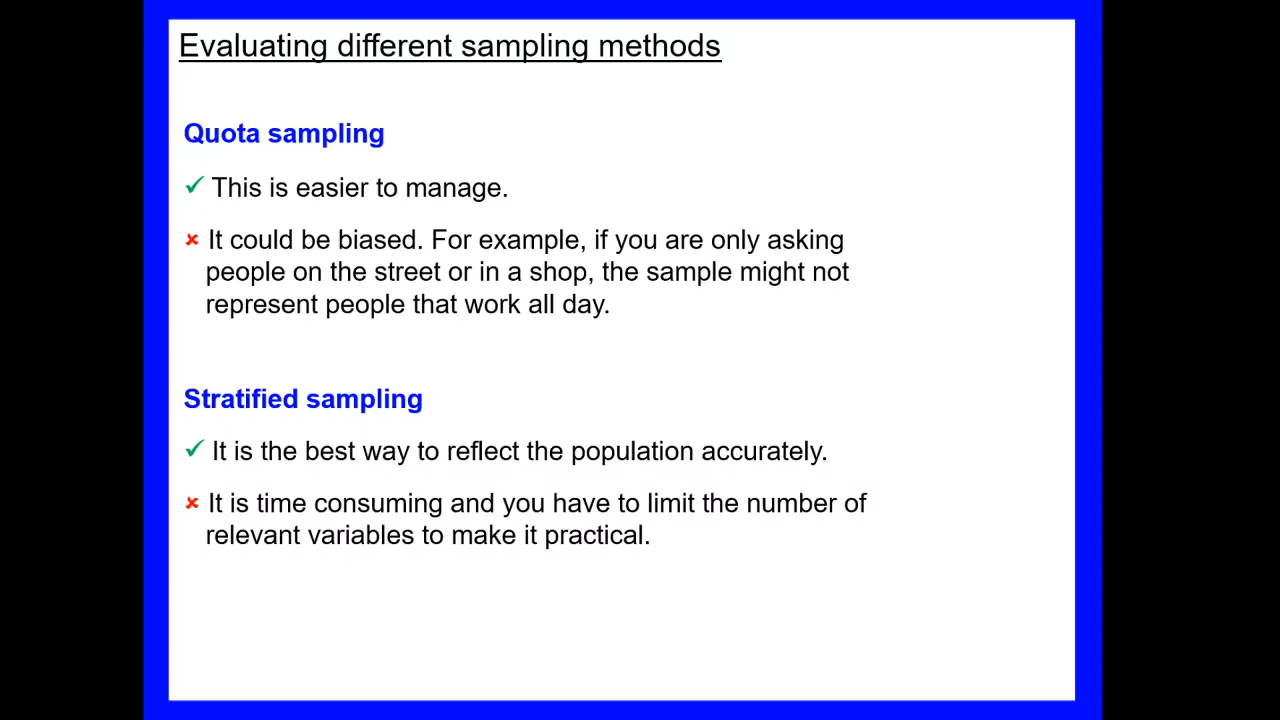 Evaluating different sampling methods
Quota sampling
✓ This is easier to manage.
✗ It could be biased. For example, if you are only asking
people on the street or in a shop, the sample might not
represent people that work all day.
Stratified sampling
✓ It is the best way to reflect the population accurately.
✗ It is time consuming and you have to limit the number of
relevant variables to make it practical.